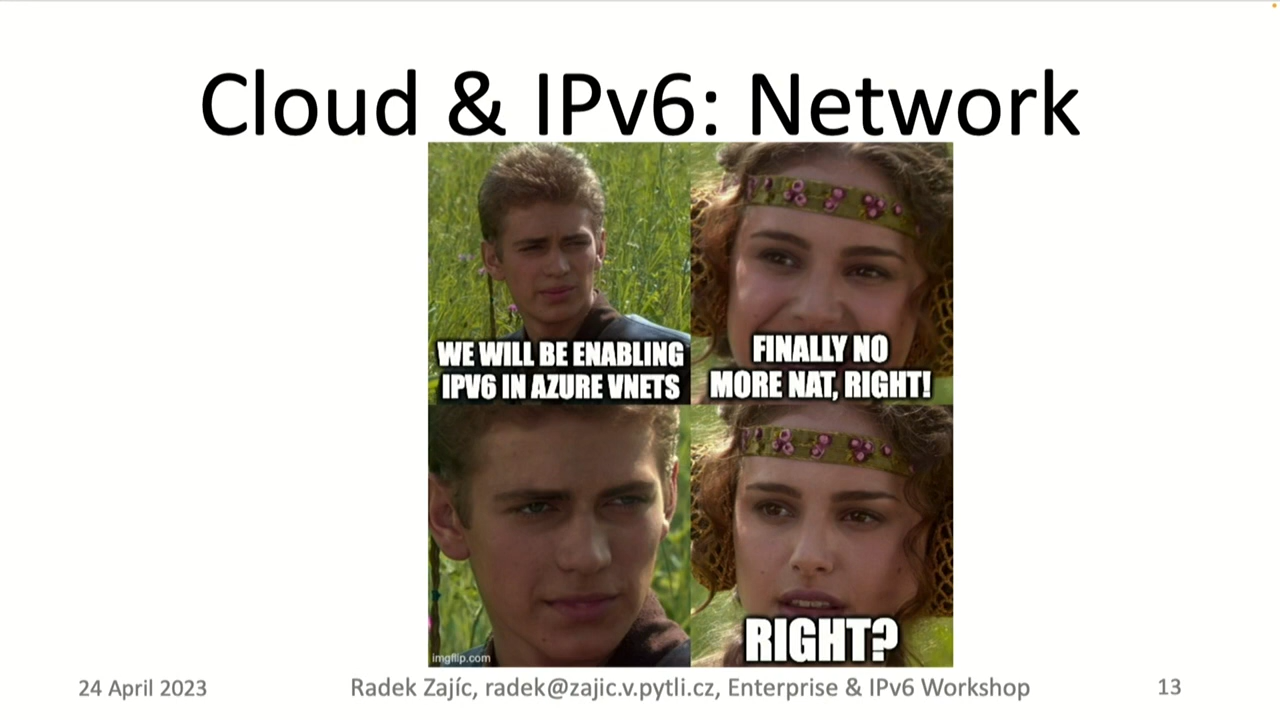 Cloud & IPv6: Network
WE WILL BE ENABLING
IPV6 IN AZURE VNETS
FINALLY NO
MORE NAT, RIGHT!
RIGHT?
imgflip.com
24 April 2023
Radek Zajíc, radek@zajic.v.pytli.cz, Enterprise & IPv6 Workshop
13